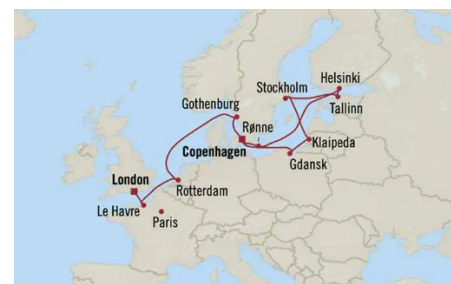 Helsinki
Stockholm
Tallinn
Gothenburg
Rønne
Copenhagen
Klaipeda
Gdansk
London
Rotterdam
Le Havre
Paris